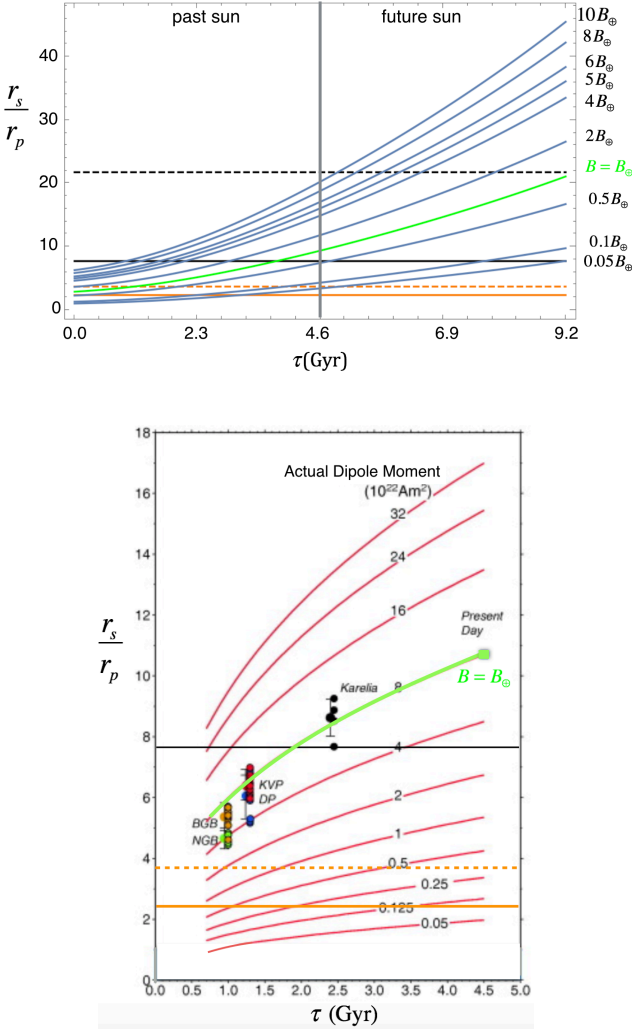 past sun future sun
10B⊕
8B⊕
6B⊕
5B⊕
4B⊕
2B⊕
B = B⊕
0.5B⊕
0.1B⊕
0.05B⊕
40
30
20
10
0
r_s
r_p
0.0 2.3 4.6 6.9 9.2
τ(Gyr)
Actual Dipole Moment
(10²²Am²)
32
24
16
8
4
2
1
0.5
0.25
0.125
0.05
Present
Day
B = B⊕
Karelia
KVP
DP
BGB
NGB
18
16
14
12
10
8
6
4
2
0
r_s
r_p
0.0 0.5 1.0 1.5 2.0 2.5 3.0 3.5 4.0 4.5 5.0
τ (Gyr)